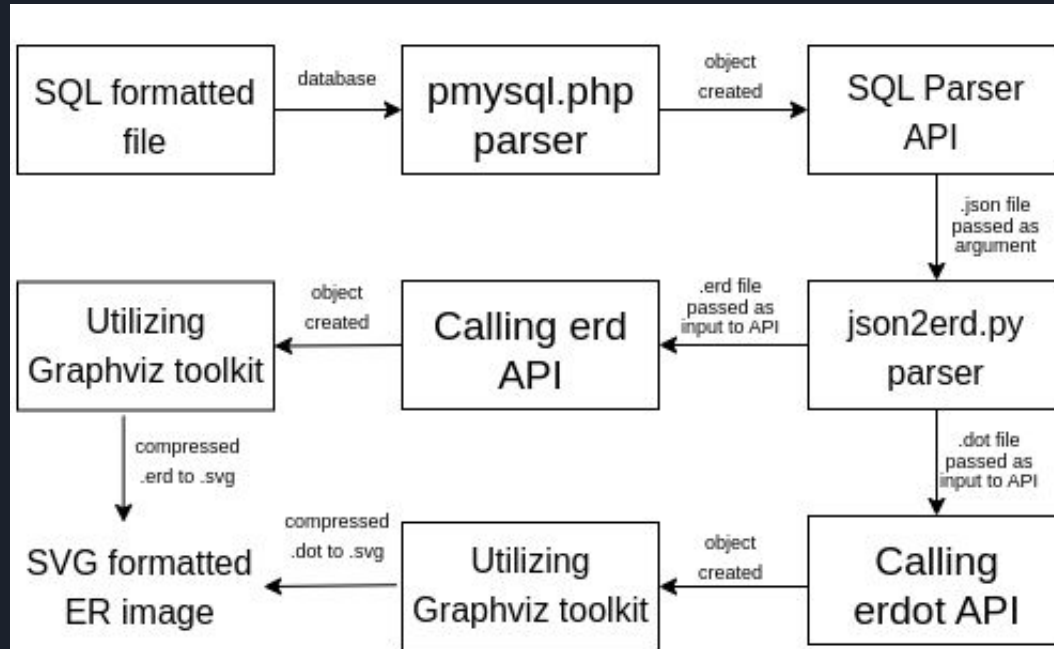 SQL formatted
file
database
pmysql.php
parser
object
created
SQL Parser
API
.json file
passed as
argument
json2erd.py
parser
.erd file
passed as
input to API
Calling erd
API
object
created
Utilizing
Graphviz toolkit
compressed
.erd to .svg
.dot file
passed as
input to API
Calling
erdot API
object
created
Utilizing
Graphviz toolkit
compressed
.dot to .svg
SVG formatted
ER image